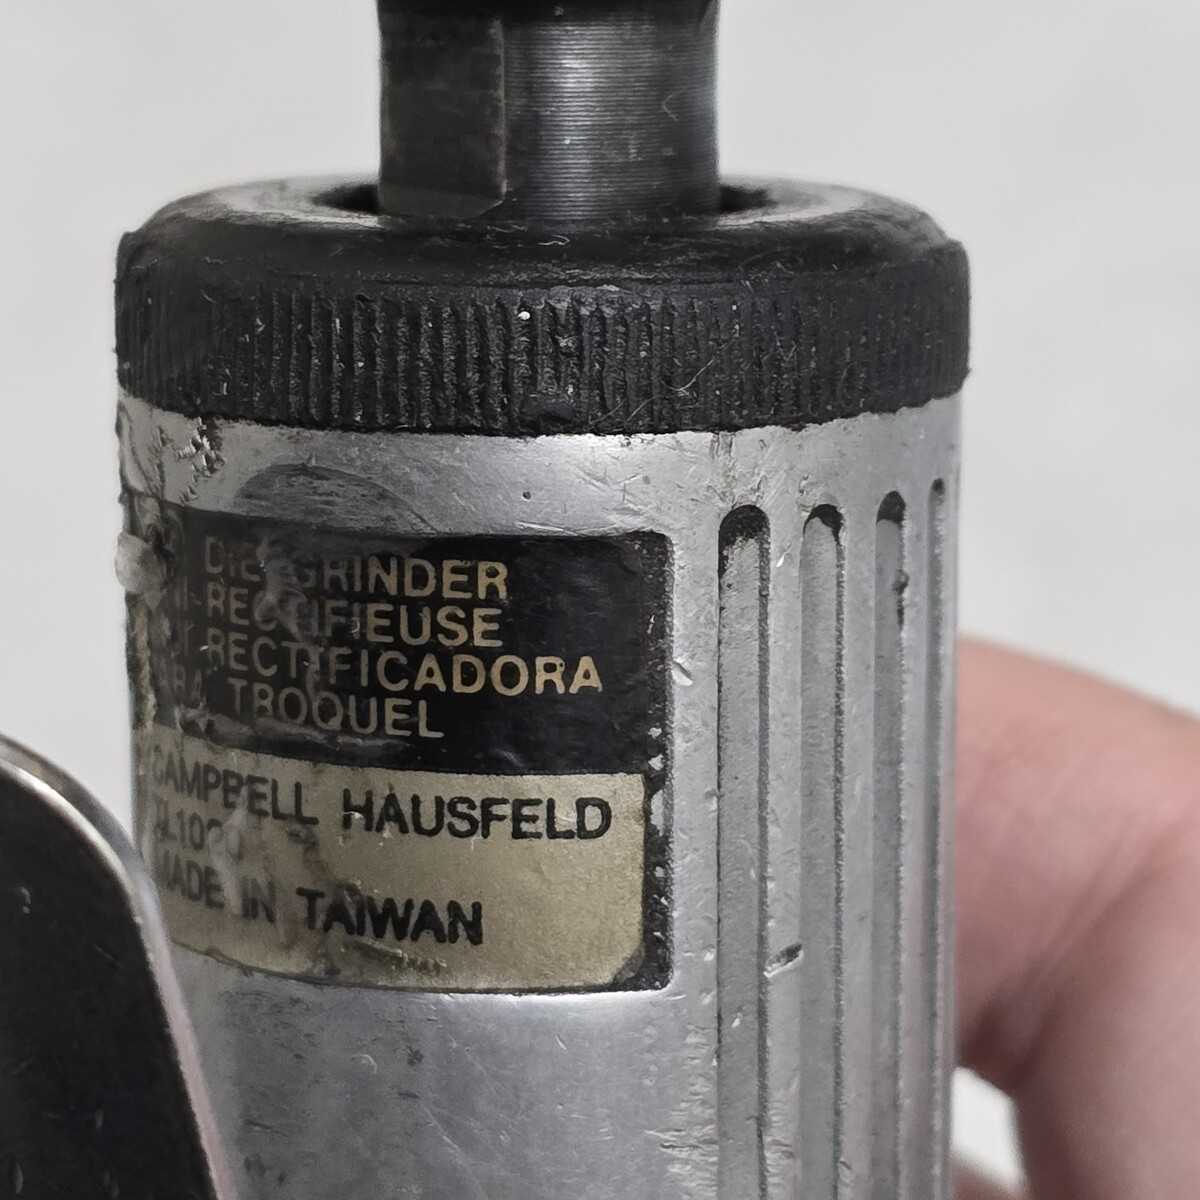 DIE GRINDER
RECTIFIEUSE
RECTIFICADORA
TROQUEL
CAMPBELL HAUSFELD
MADE IN TAIWAN